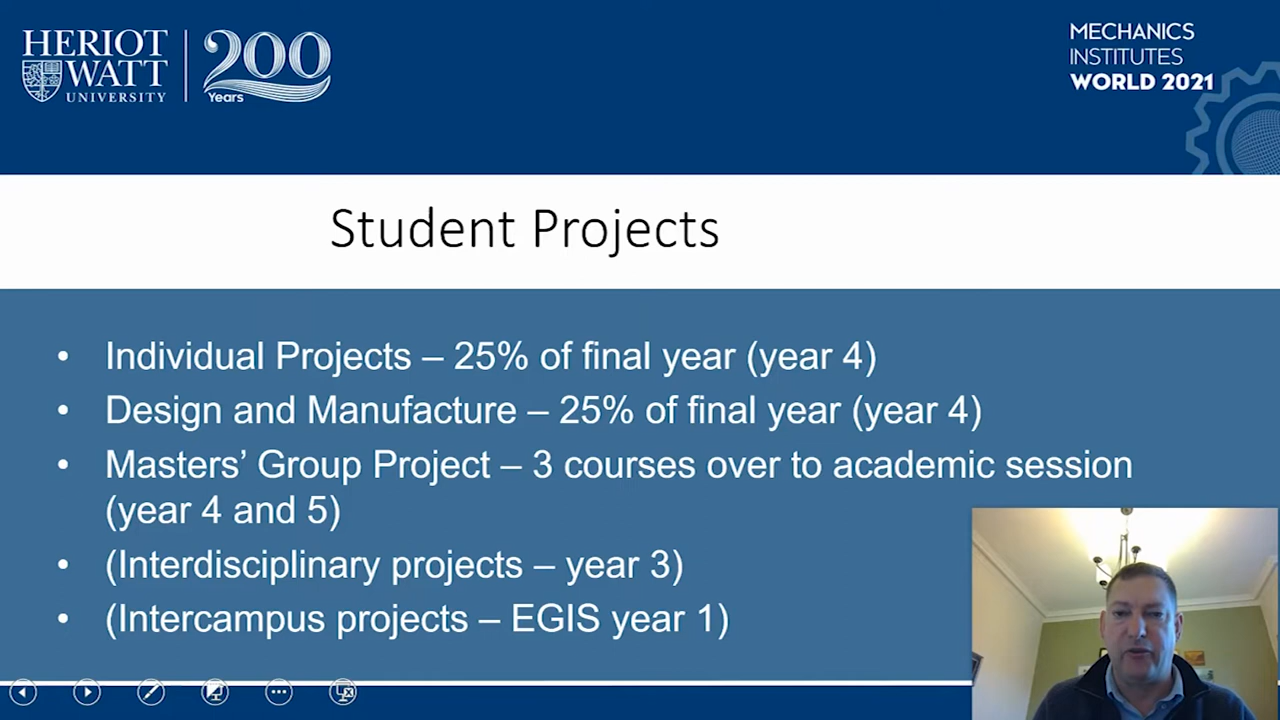 HERIOT
WATT
UNIVERSITY
200
Years
MECHANICS
INSTITUTES
WORLD 2021
Student Projects
• Individual Projects – 25% of final year (year 4)
• Design and Manufacture – 25% of final year (year 4)
• Masters’ Group Project – 3 courses over to academic session
(year 4 and 5)
• (Interdisciplinary projects – year 3)
• (Intercampus projects – EGIS year 1)